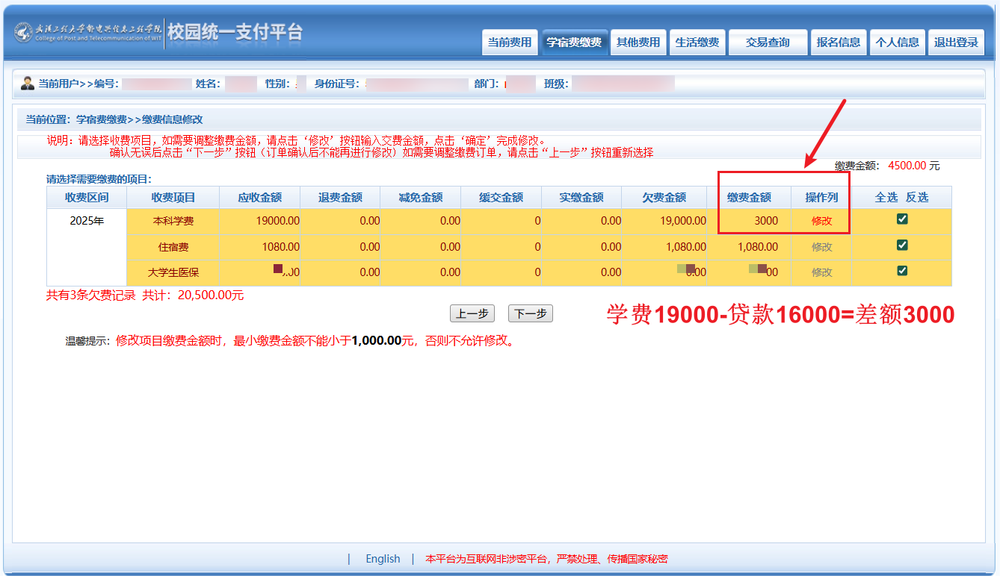 武汉工程大学邮电与信息工程学院 校园统一支付平台
College of Post and Telecommunication of WIT
当前费用 学宿费缴费 其他费用 生活缴费 交易查询 报名信息 个人信息 退出登录
当前用户>>编号: 姓名: 性别: 身份证号: 部门: 班级:
当前位置：学宿费缴费>>缴费信息修改
说明：请选择收费项目，如需要调整缴费金额，请点击‘修改’按钮输入交费金额，点击‘确定’完成修改。
确认无误后点击“下一步”按钮（订单确认后不能再进行修改）如需要调整缴费订单，请点击“上一步”按钮重新选择
缴费金额： 4500.00 元
请选择需要缴费的项目:
收费区间 收费项目 应收金额 退费金额 减免金额 缓交金额 实缴金额 欠费金额 缴费金额 操作列 全选 反选
2025年 本科学费 19000.00 0.00 0.00 0 0.00 19,000.00 3000 修改
住宿费 1080.00 0.00 0.00 0 0.00 1,080.00 1,080.00 修改
大学生医保 .00 0.00 0.00 0 0.00 0.00 00 修改
共有3条欠费记录 共计：20,500.00元
上一步 下一步
学费19000-贷款16000=差额3000
温馨提示：修改项目缴费金额时，最小缴费金额不能小于1,000.00元，否则不允许修改。
| English | 本平台为互联网非涉密平台，严禁处理、传播国家秘密